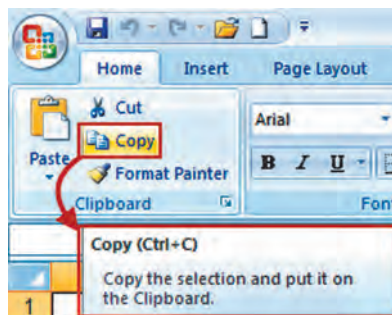 Home Insert Page Layout
Cut
Copy
Paste
Format Painter
Clipboard
Arial
B I U
Fon
Copy (Ctrl+C)
Copy the selection and put it on
the Clipboard.
1